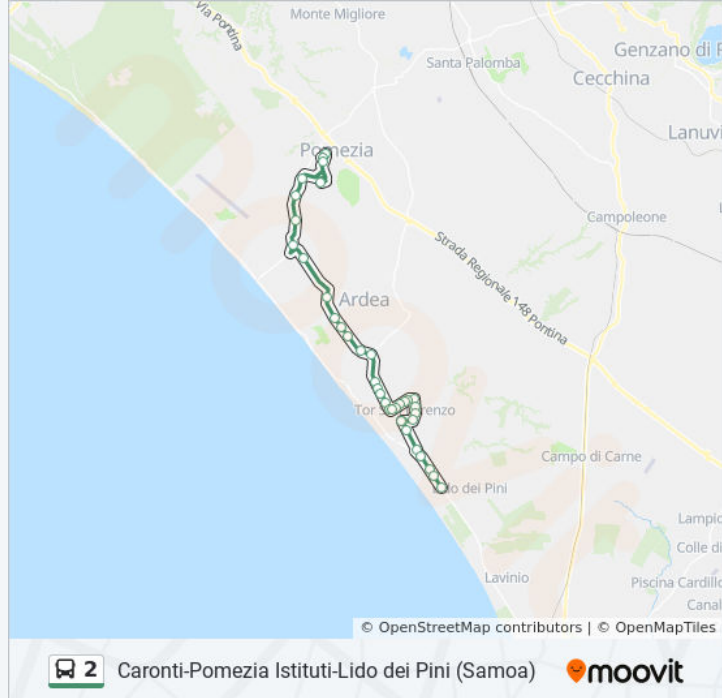 Monte Migliore
Via Pontina
Santa Palomba
Genzano di R
Cecchina
Lanuvi
Pomezia
Campoleone
Strada Regionale 148 Pontina
Ardea
Tor S Lorenzo
Campo di Carne
Lido dei Pini
Lampio
Colle di
Lavinio
Piscina Cardillo
Canal
© OpenStreetMap contributors | © OpenMapTiles
2 Caronti-Pomezia Istituti-Lido dei Pini (Samoa) moovit